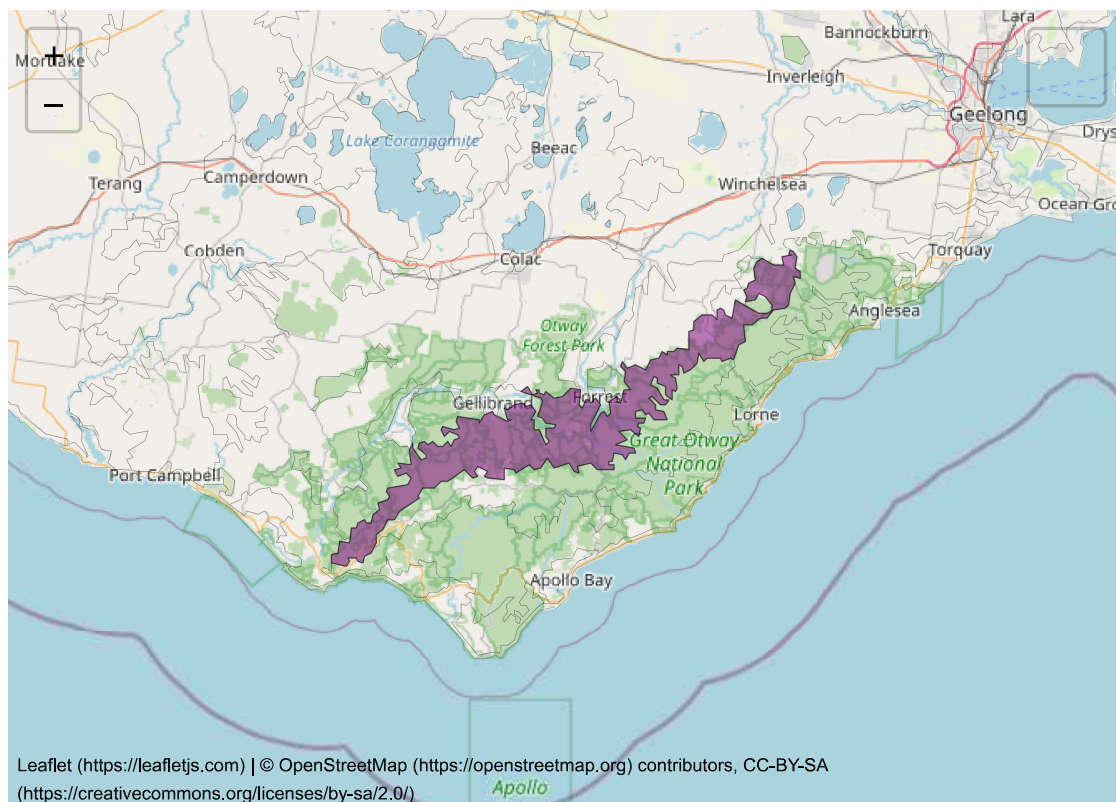 Lara
Bannockburn
+
Mortlake
−
Inverleigh
Geelong
Lake Corangamite
Beeac
Drys
Terang
Camperdown
Winchelsea
Ocean Gro
Cobden
Colac
Torquay
Anglesea
Otway
Forest Park
Gellibrand
Forrest
Lorne
Great Otway
National
Park
Port Campbell
Apollo Bay
Leaflet (https://leafletjs.com) | © OpenStreetMap (https://openstreetmap.org) contributors, CC-BY-SA
(https://creativecommons.org/licenses/by-sa/2.0/)
Apollo